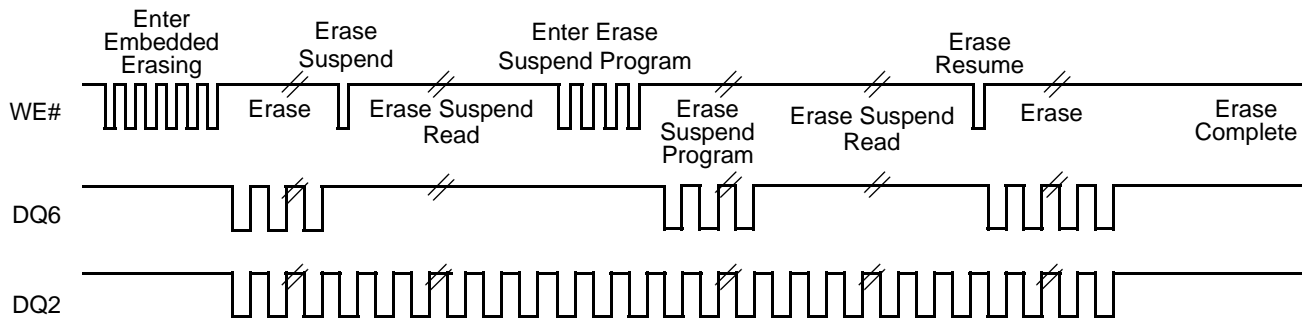 Enter
Embedded
Erasing
Erase
Suspend
Enter Erase
Suspend Program
Erase
Resume
WE#
Erase
Erase Suspend
Read
Erase
Suspend
Program
Erase Suspend
Read
Erase
Erase
Complete
DQ6
DQ2